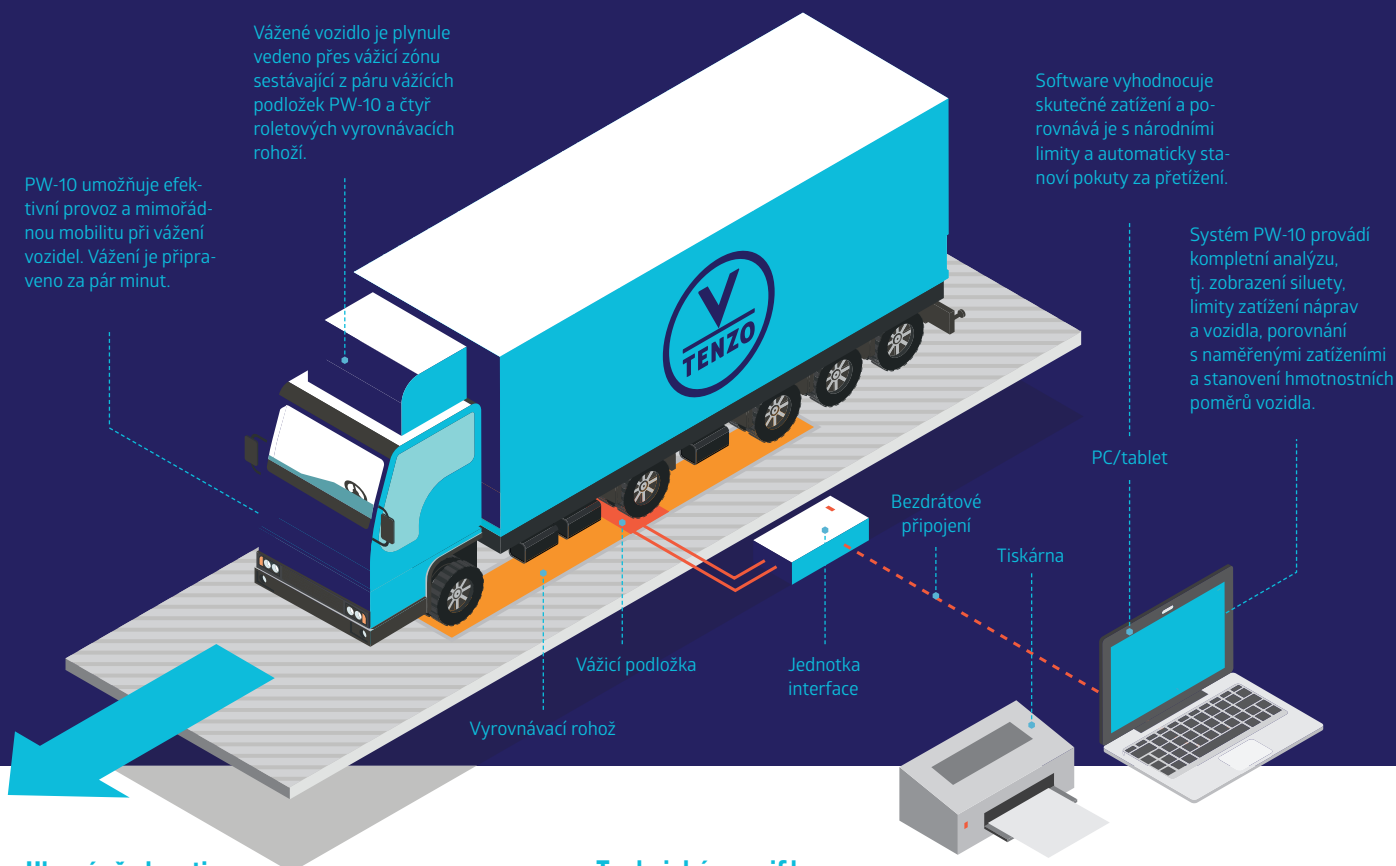 Vážené vozidlo je plynule
vedeno přes vážicí zónu
sestávající z páru vážících
podložek PW-10 a čtyř
roletových vyrovnávacích
rohoží.
PW-10 umožňuje efek-
tivní provoz a mimořád-
nou mobilitu při vážení
vozidel. Vážení je připra-
veno za pár minut.
Software vyhodnocuje
skutečné zatížení a po-
rovnává je s národními
limity a automaticky sta-
noví pokuty za přetížení.
Systém PW-10 provádí
kompletní analýzu,
tj. zobrazení siluety,
limity zatížení náprav
a vozidla, porovnání
s naměřenými zatíženími
a stanovení hmotnostních
poměrů vozidla.
V
TENZO
PC/tablet
Bezdrátové
připojení
Tiskárna
Vážicí podložka
Jednotka
interface
Vyrovnávací rohož